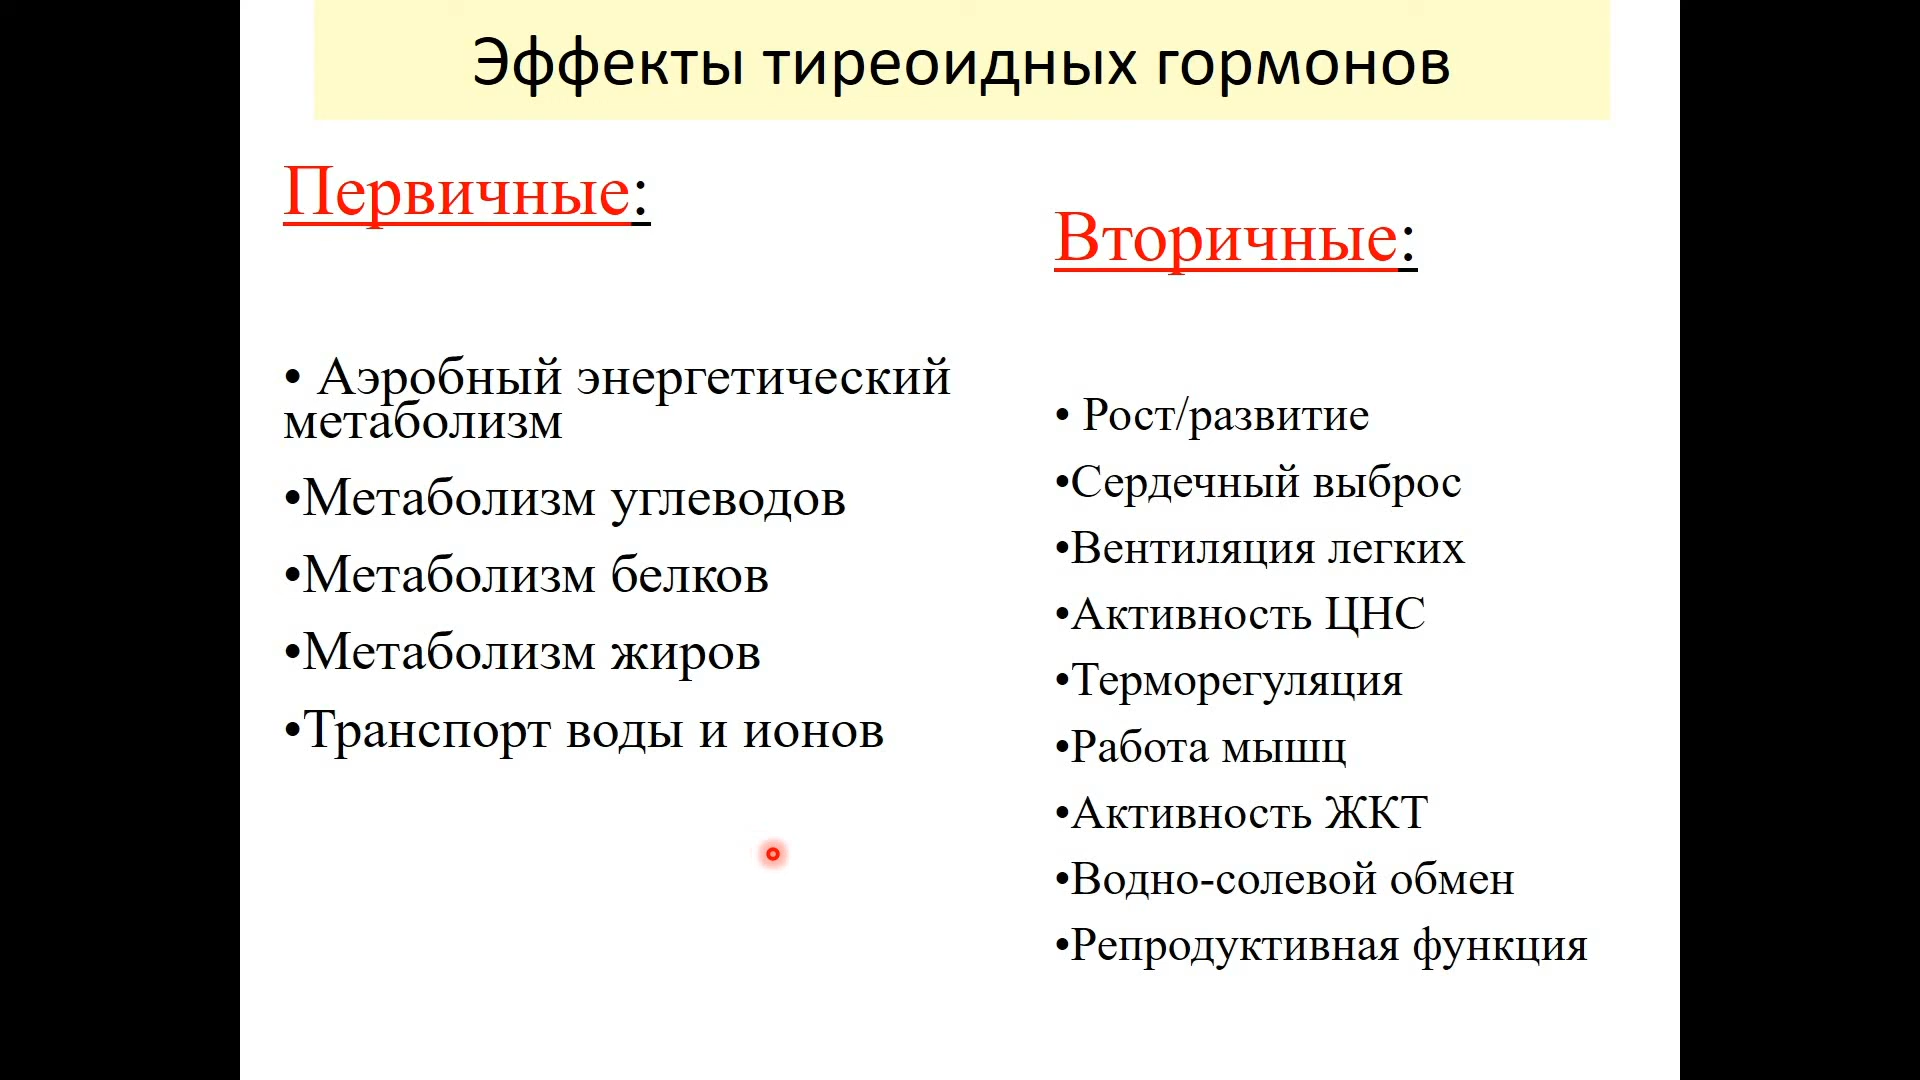 Эффекты тиреоидных гормонов
Первичные:
• Аэробный энергетический
метаболизм
•Метаболизм углеводов
•Метаболизм белков
•Метаболизм жиров
•Транспорт воды и ионов
Вторичные:
• Рост/развитие
•Сердечный выброс
•Вентиляция легких
•Активность ЦНС
•Терморегуляция
•Работа мышц
•Активность ЖКТ
•Водно-солевой обмен
•Репродуктивная функция